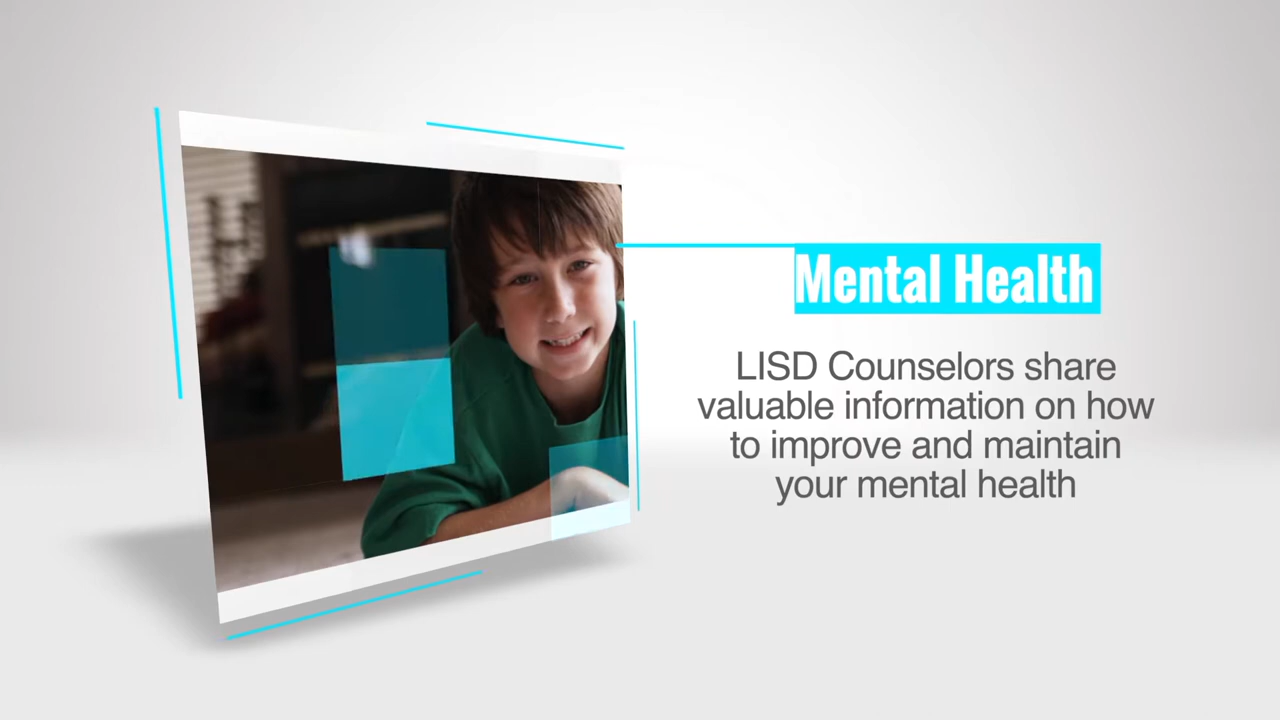 Mental Health
LISD Counselors share
valuable information on how
to improve and maintain
your mental health